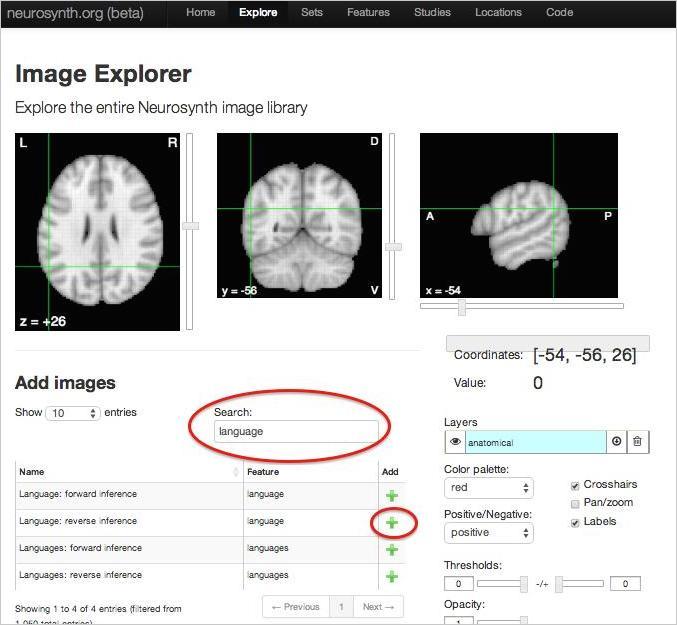 neurosynth.org (beta) Home Explore Sets Features Studies Locations Code
Image Explorer
Explore the entire Neurosynth image library
L R
z = +26
D
y = -56 V
A P
x = -54
Coordinates: [-54, -56, 26]
Value: 0
Add images
Show 10 entries
Search:
language
Name Feature Add
Language: forward inference language
Language: reverse inference language
Languages: forward inference languages
Languages: reverse inference languages
Showing 1 to 4 of 4 entries (filtered from
1,050 total entries)
← Previous 1 Next →
Layers
anatomical
Color palette:
red
Positive/Negative:
positive
Crosshairs
Pan/zoom
Labels
Thresholds:
0 -/+ 0
Opacity:
1